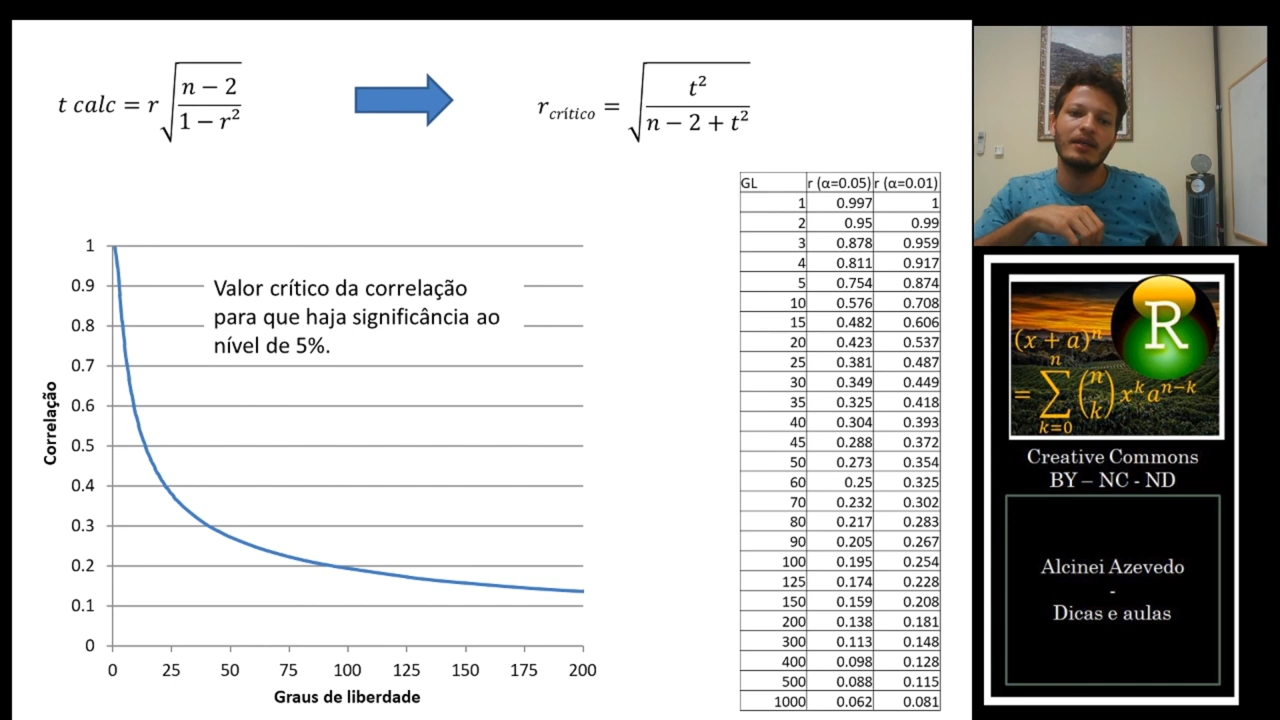 t calc = r √((n − 2)/(1 − r²))
r_crítico = √(t²/(n − 2 + t²))
Valor crítico da correlação
para que haja significância ao
nível de 5%.
Correlação
1
0.9
0.8
0.7
0.6
0.5
0.4
0.3
0.2
0.1
0
0 25 50 75 100 125 150 175 200
Graus de liberdade
GL r (α=0.05) r (α=0.01)
1 0.997 1
2 0.95 0.99
3 0.878 0.959
4 0.811 0.917
5 0.754 0.874
10 0.576 0.708
15 0.482 0.606
20 0.423 0.537
25 0.381 0.487
30 0.349 0.449
35 0.325 0.418
40 0.304 0.393
45 0.288 0.372
50 0.273 0.354
60 0.25 0.325
70 0.232 0.302
80 0.217 0.283
90 0.205 0.267
100 0.195 0.254
125 0.174 0.228
150 0.159 0.208
200 0.138 0.181
300 0.113 0.148
400 0.098 0.128
500 0.088 0.115
1000 0.062 0.081
R
(x + a)ⁿ
= ∑ₖ₌₀ⁿ (n k) xᵏaⁿ⁻ᵏ
Creative Commons
BY – NC - ND
Alcinei Azevedo
-
Dicas e aulas